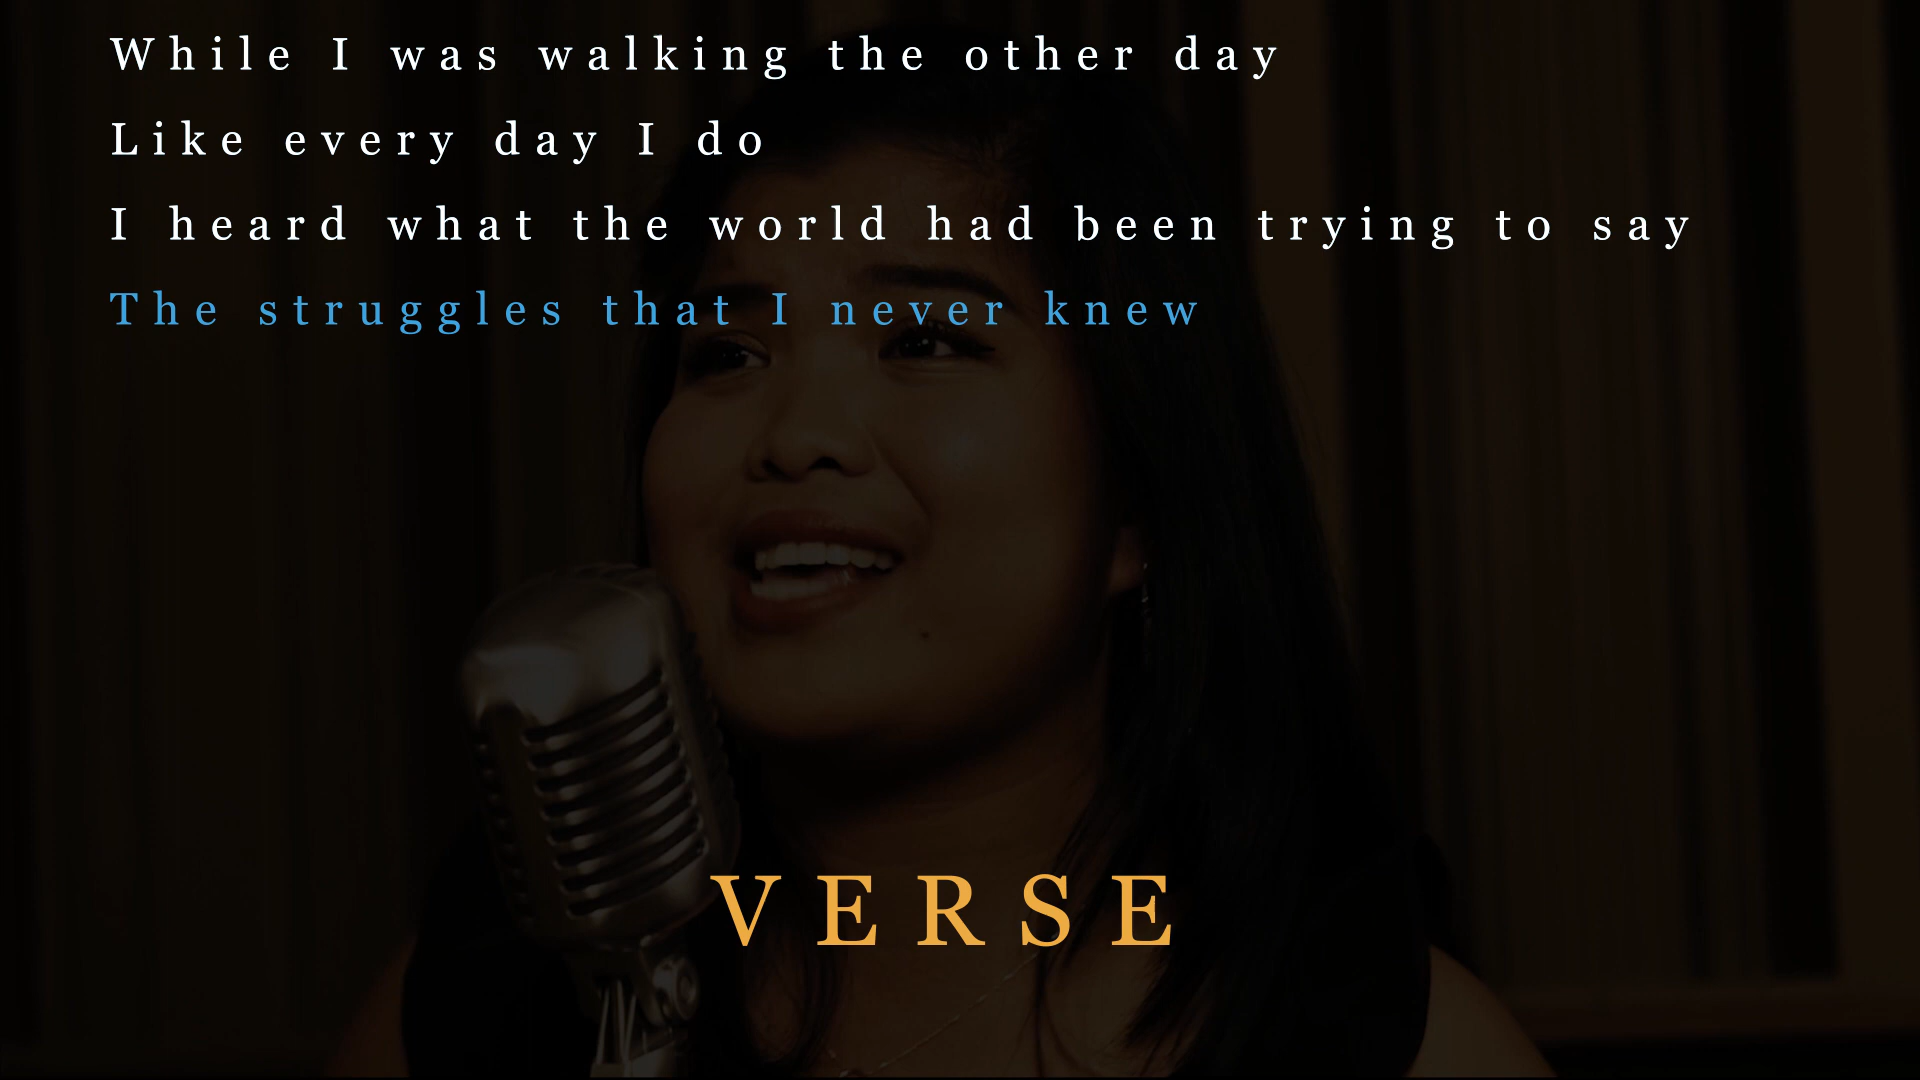 While I was walking the other day
Like every day I do
I heard what the world had been trying to say
The struggles that I never knew
VERSE